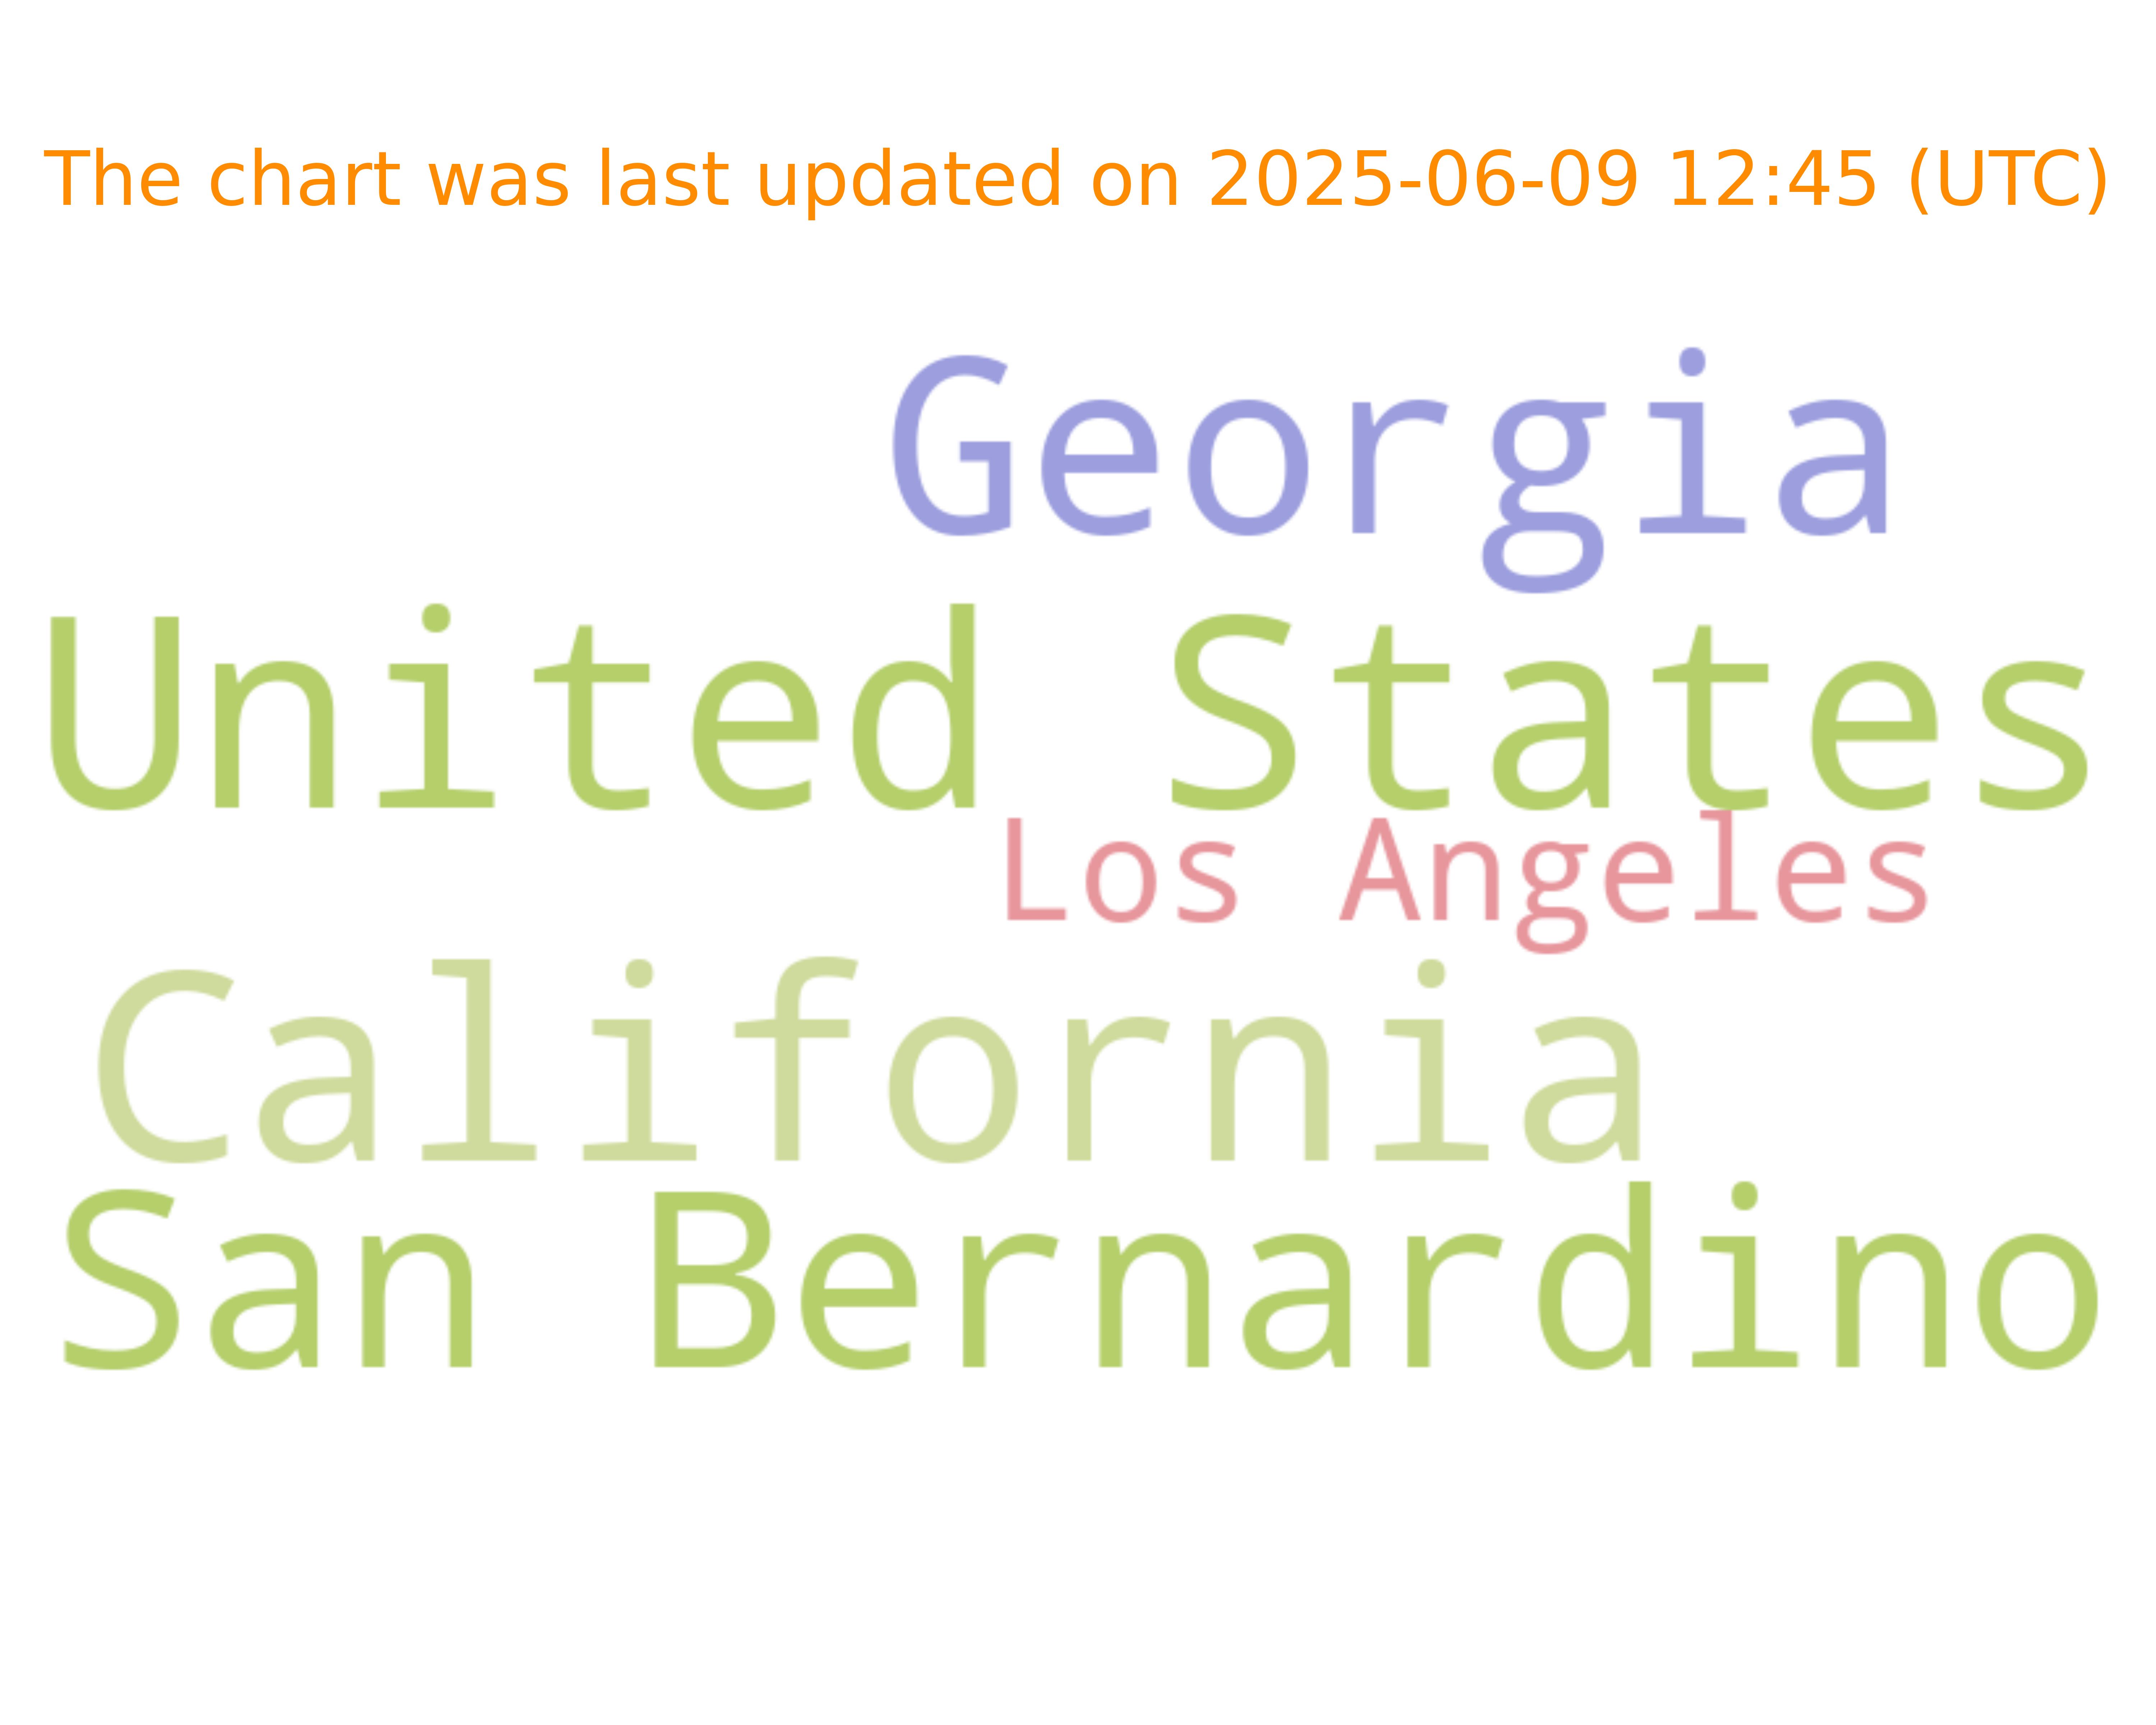 The chart was last updated on 2025-06-09 12:45 (UTC)
Georgia
United States
Los Angeles
California
San Bernardino